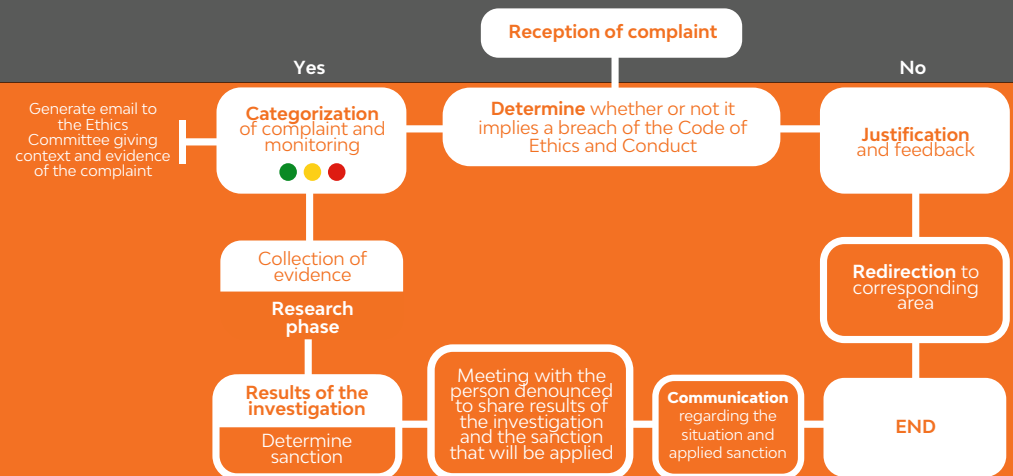 Reception of complaint
Yes
No
Generate email to
the Ethics
Committee giving
context and evidence
of the complaint
Categorization
of complaint and
monitoring
Determine whether or not it
implies a breach of the Code of
Ethics and Conduct
Justification
and feedback
Collection of
evidence
Research
phase
Redirection to
corresponding
area
Results of the
investigation
Determine
sanction
Meeting with the
person denounced
to share results of
the investigation
and the sanction
that will be applied
Communication
regarding the
situation and
applied sanction
END